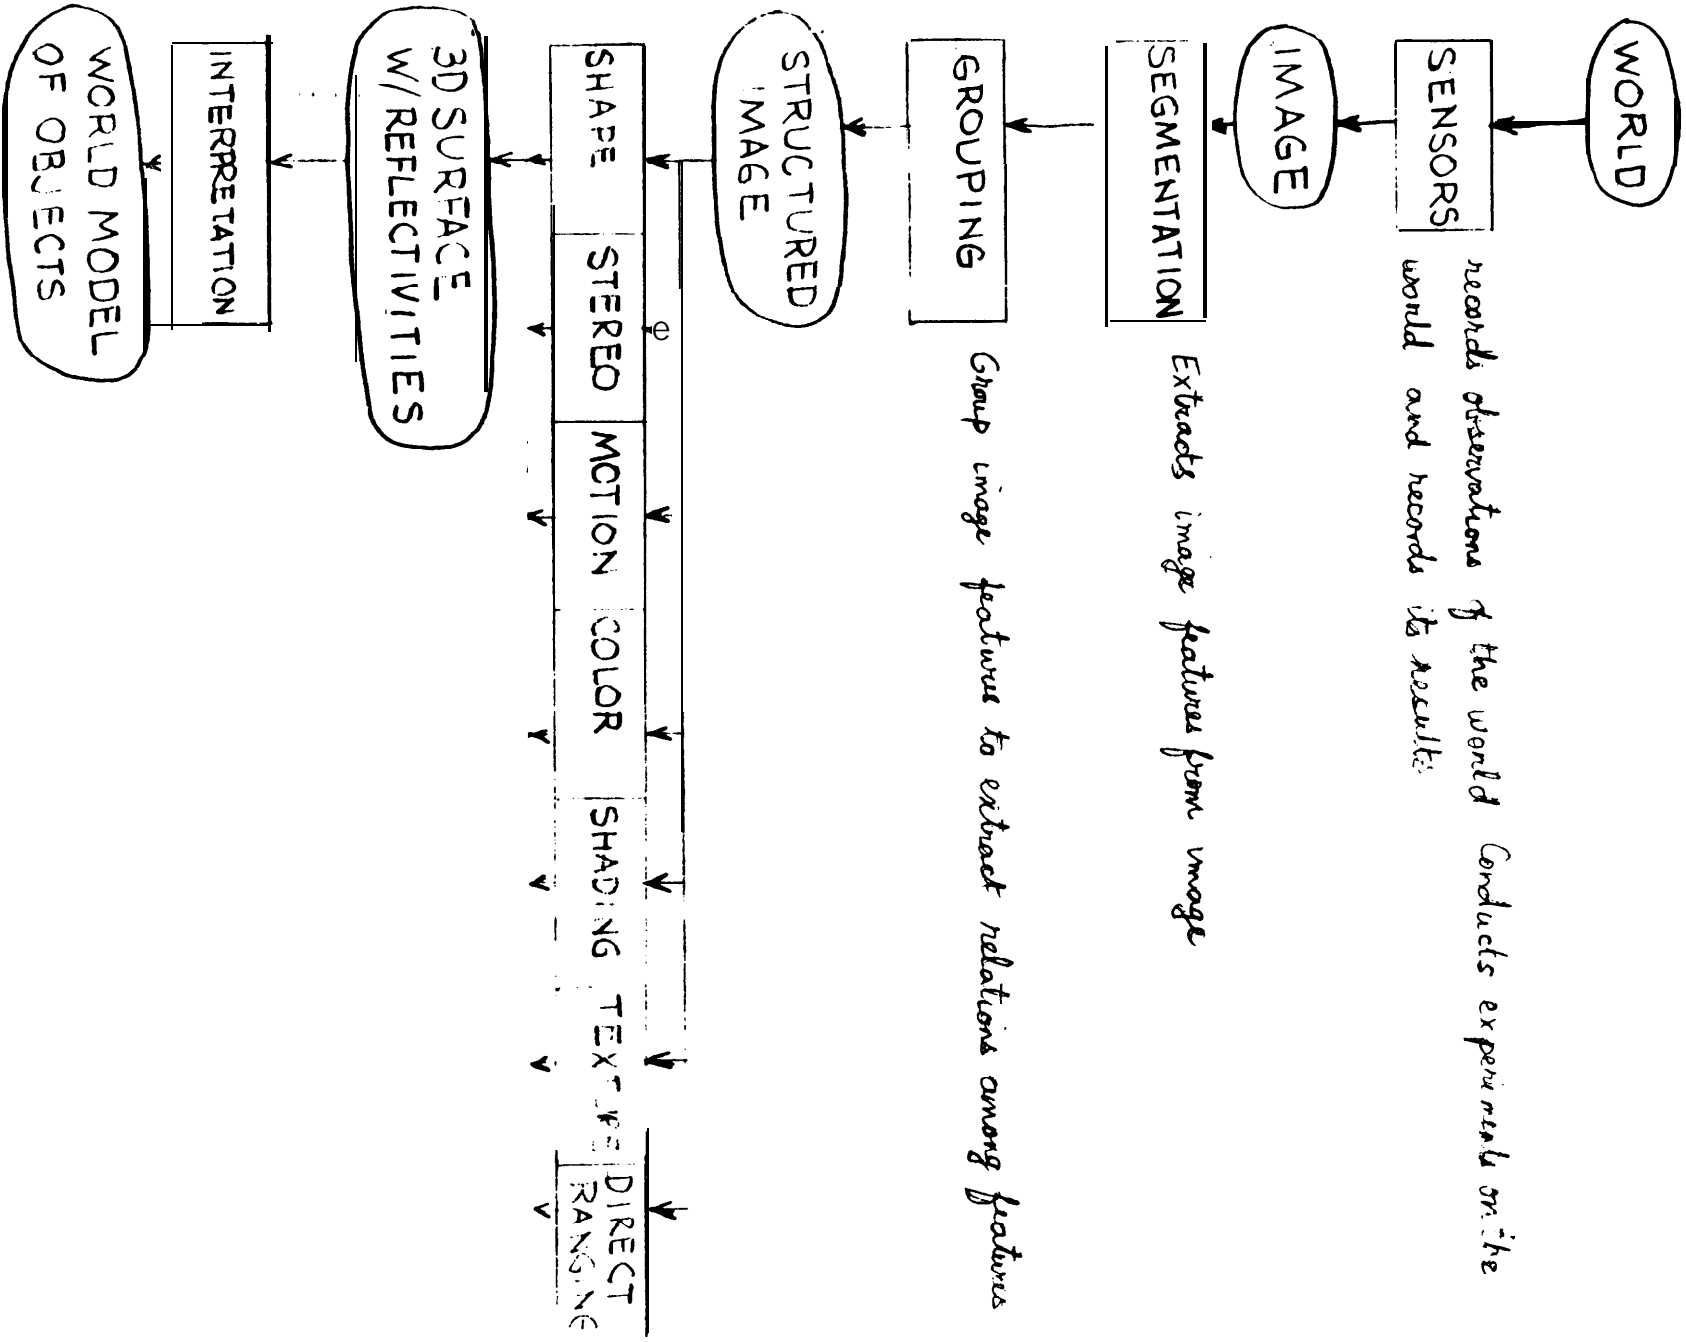 WORLD
SENSORS
records observations of the world Conducts experiments on the
world and records its results
IMAGE
SEGMENTATION
Extracts image features from image
GROUPING
Group image features to extract relations among features
STRUCTURED
IMAGE
SHAPE
STEREO
MOTION
COLOR
SHADING
TEXTURE
DIRECT
RANGING
3D SURFACE
W/REFLECTIVITIES
INTERPRETATION
WORLD MODEL
OF OBJECTS